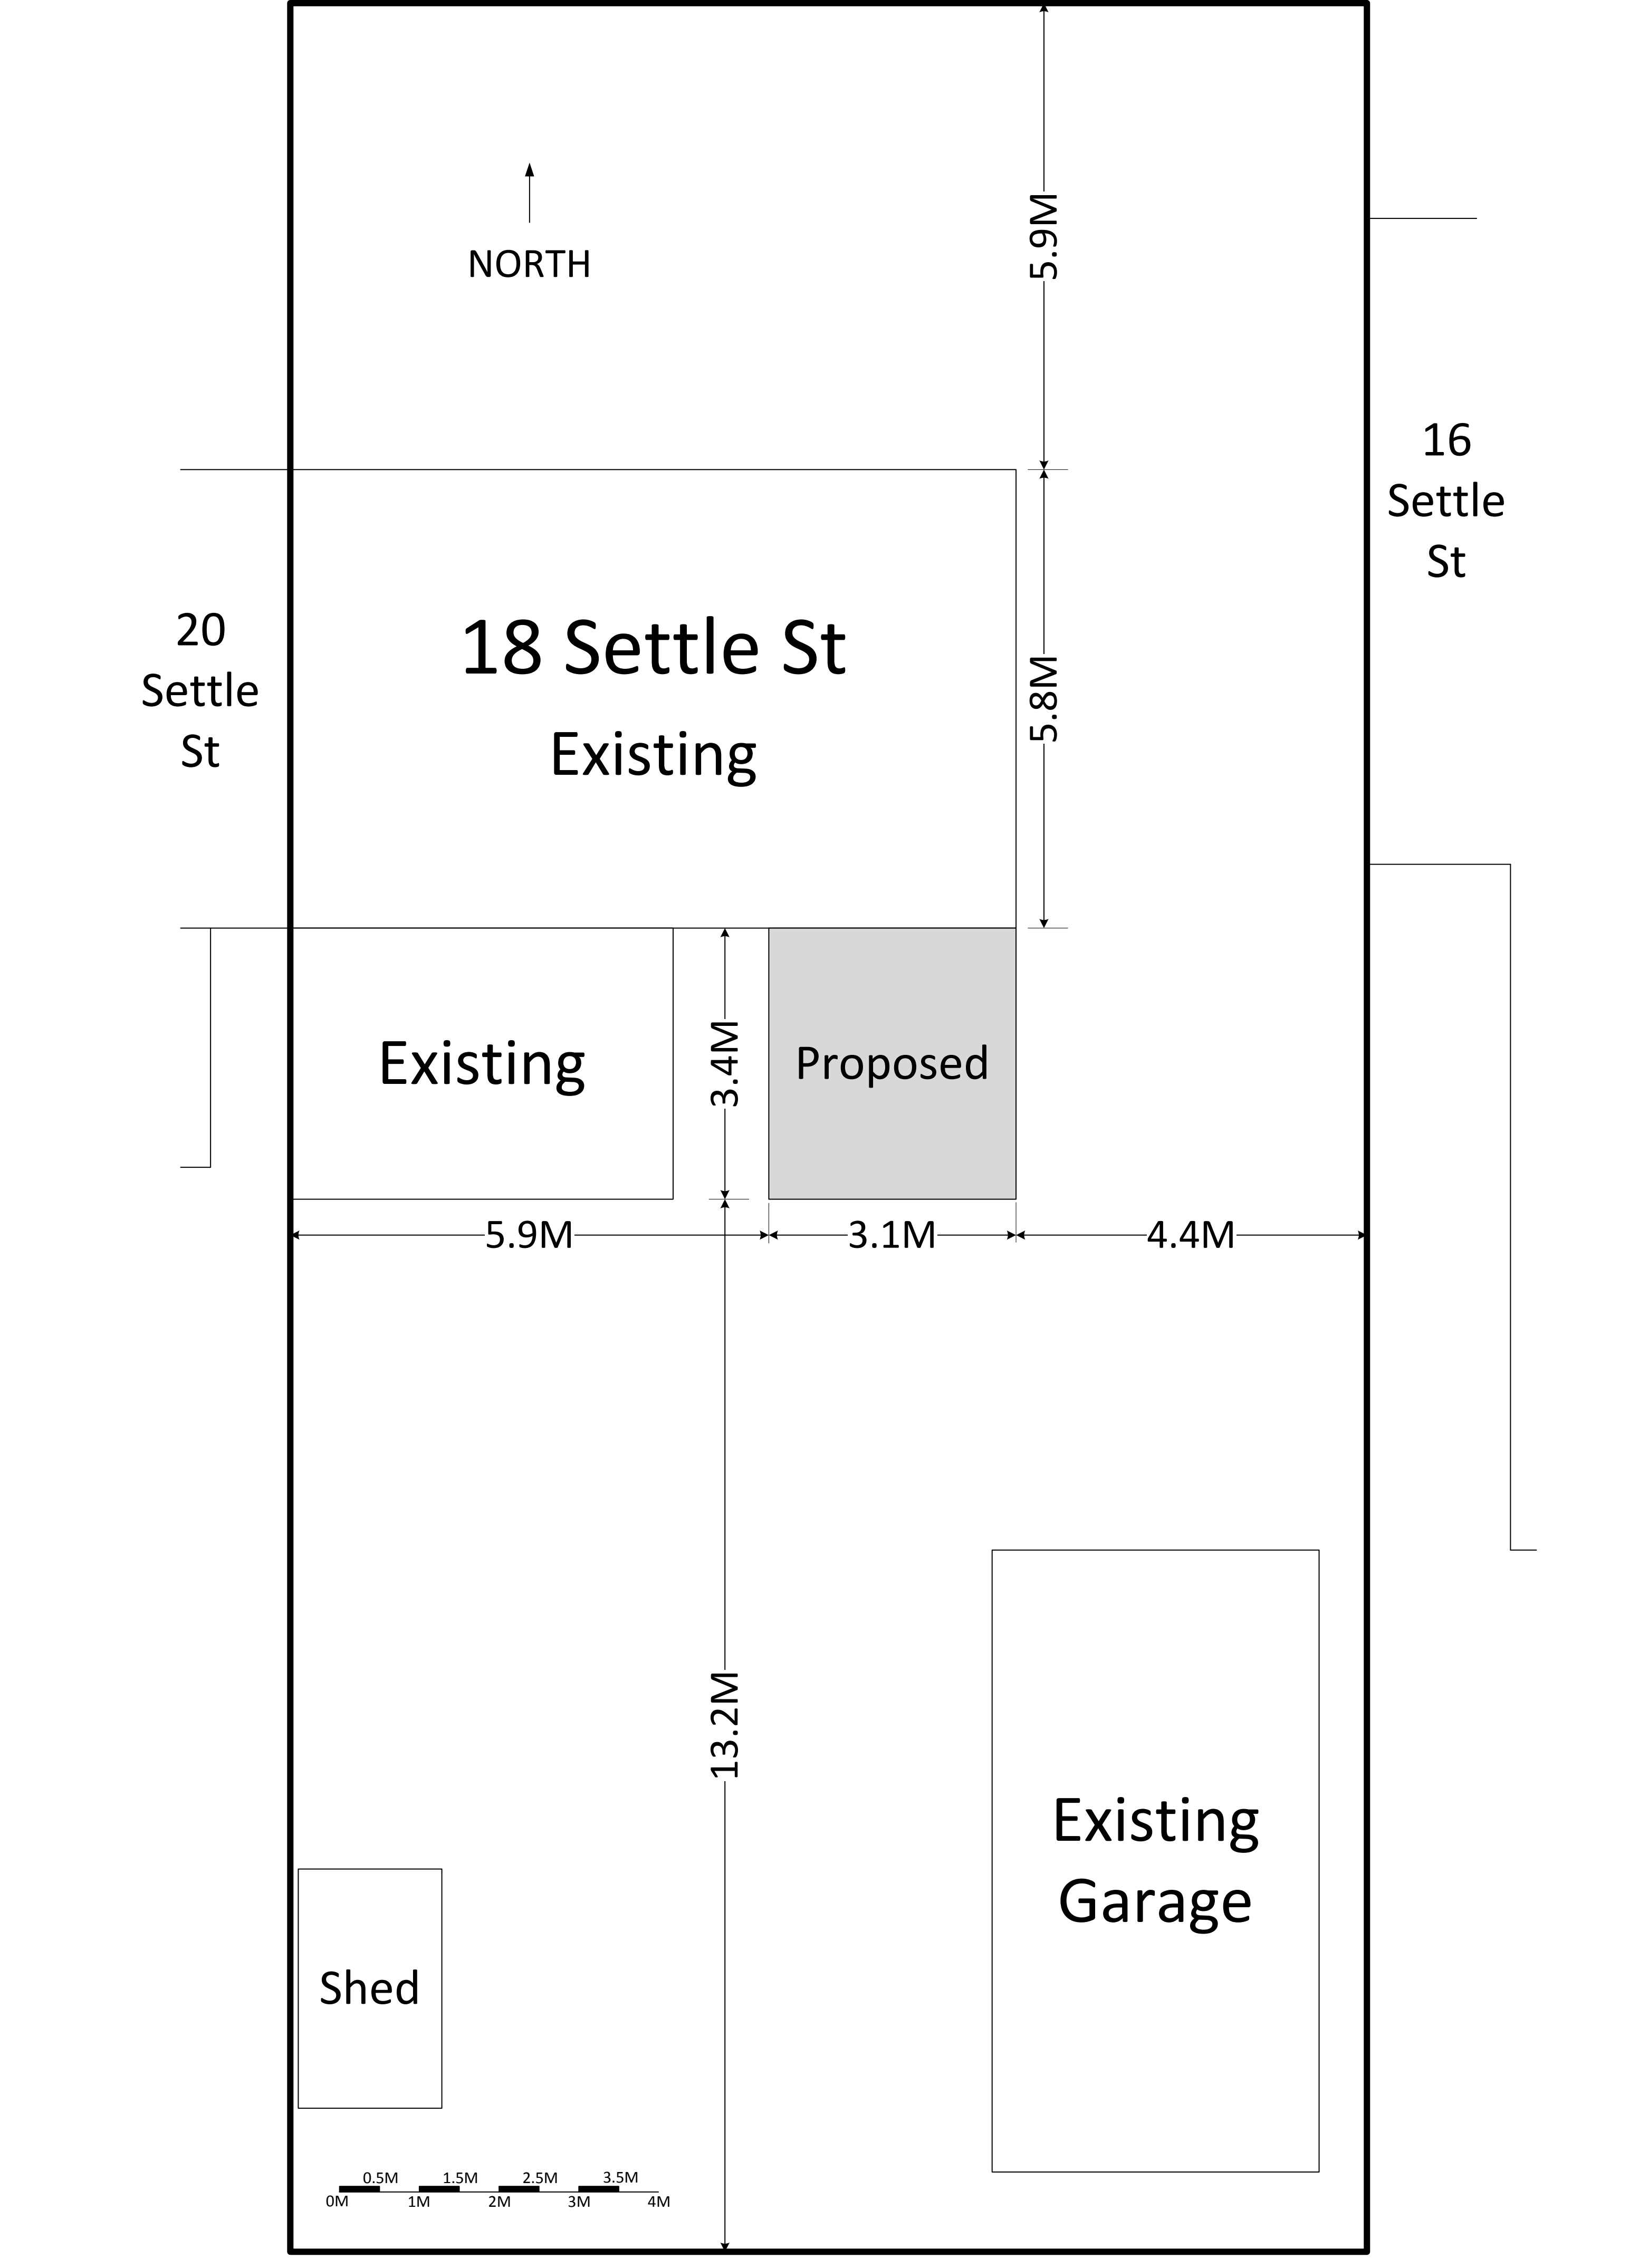 5.9M
NORTH
16
Settle
St
20
Settle
St
18 Settle St
Existing
5.8M
Existing
3.4M
Proposed
5.9M
3.1M
4.4M
13.2M
Existing
Garage
Shed
0.5M 1.5M 2.5M 3.5M
0M 1M 2M 3M 4M